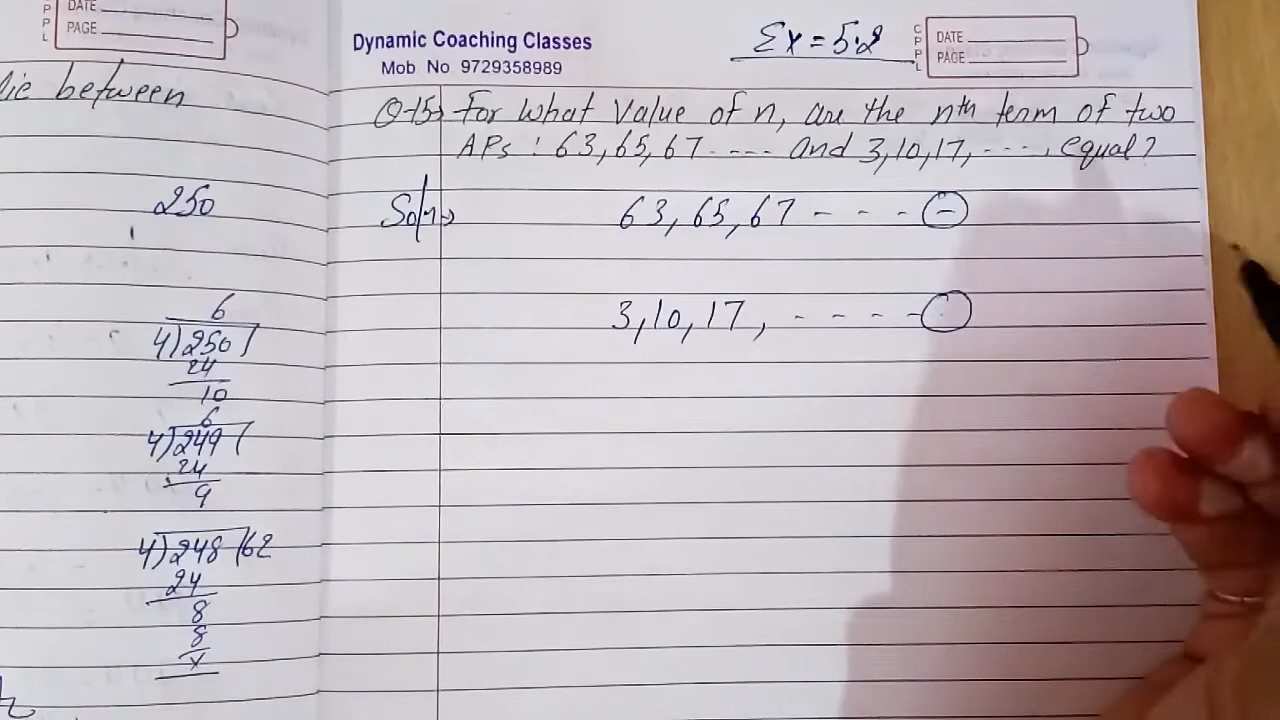 C P P L
DATE
PAGE
lie between
250
6
4)250(
24
10
6
4)249(
24
9
4)248(62
24
8
8
x
Dynamic Coaching Classes
Mob No 9729358989
Ex = 5.2
C P P L
DATE
PAGE
Q-15→ For what value of n, are the nth term of two
APs : 63, 65, 67 ---- and 3, 10, 17, ----, equal?
Soln→ 63, 65, 67 - - - -
3, 10, 17, - - - - -